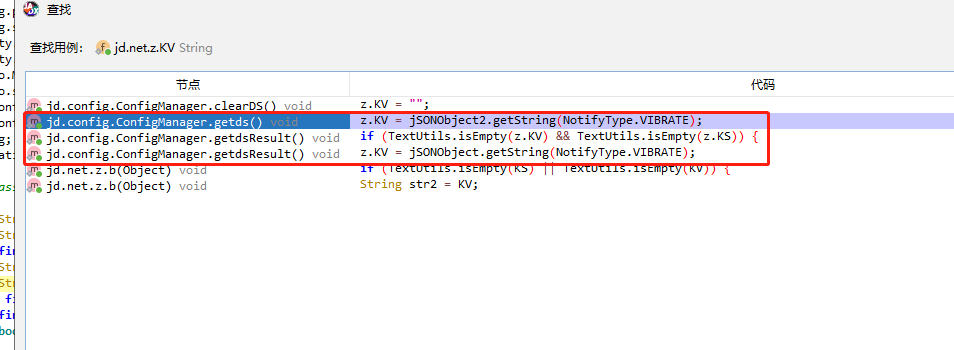 查找
查找用例: jd.net.z.KV String
节点 代码
jd.config.ConfigManager.clearDS() void z.KV = "";
jd.config.ConfigManager.getds() void z.KV = jSONObject2.getString(NotifyType.VIBRATE);
jd.config.ConfigManager.getdsResult() void if (TextUtils.isEmpty(z.KV) && TextUtils.isEmpty(z.KS)) {
jd.config.ConfigManager.getdsResult() void z.KV = jSONObject.getString(NotifyType.VIBRATE);
jd.net.z.b(Object) void if (TextUtils.isEmpty(KS) || TextUtils.isEmpty(KV)) {
jd.net.z.b(Object) void String str2 = KV;